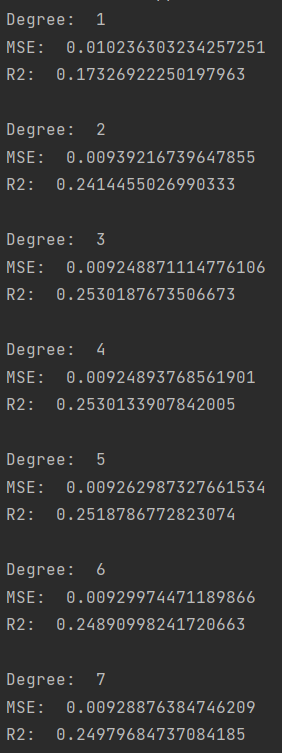 Degree:  1
MSE:  0.010236303234257251
R2:  0.17326922250197963
Degree:  2
MSE:  0.00939216739647855
R2:  0.2414455026990333
Degree:  3
MSE:  0.009248871114776106
R2:  0.2530187673506673
Degree:  4
MSE:  0.00924893768561901
R2:  0.2530133907842005
Degree:  5
MSE:  0.009262987327661534
R2:  0.2518786772823074
Degree:  6
MSE:  0.00929974471189866
R2:  0.24890998241720663
Degree:  7
MSE:  0.00928876384746209
R2:  0.24979684737084185